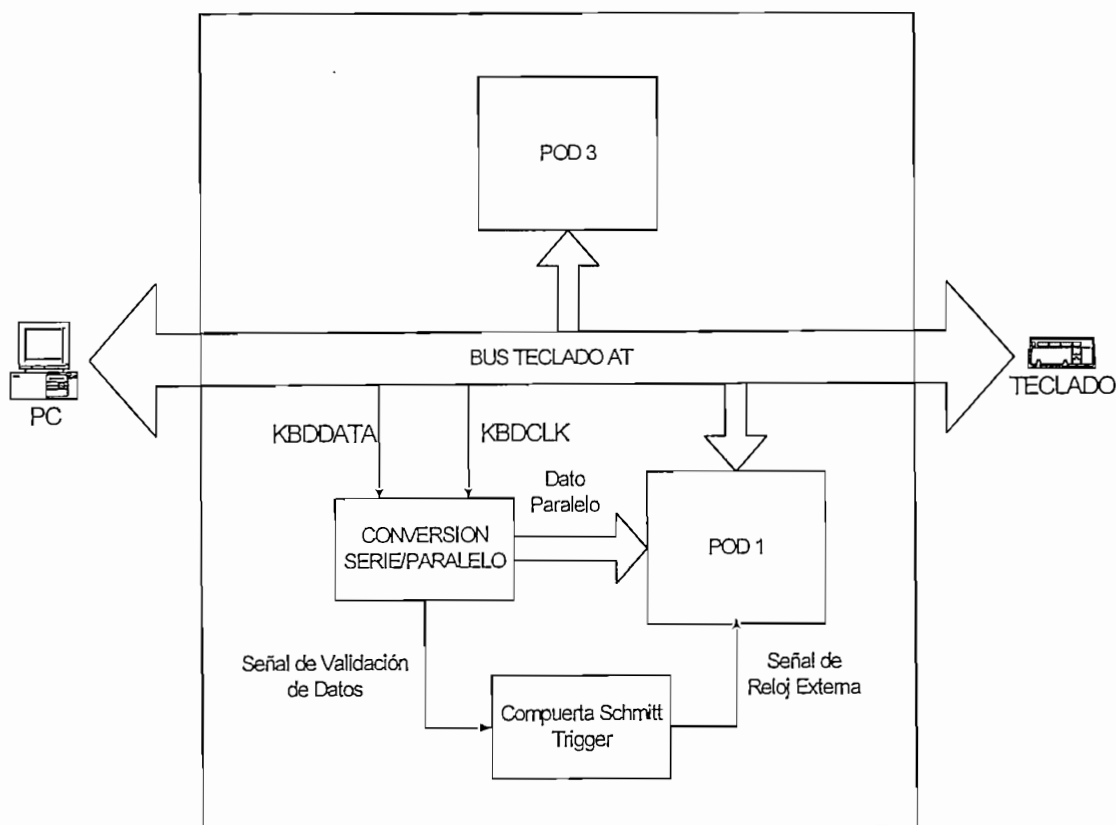 POD 3
BUS TECLADO AT
PC
TECLADO
KBDDATA
KBDCLK
Dato
Paralelo
CONVERSION
SERIE/PARALELO
POD 1
Señal de Validación
de Datos
Señal de
Reloj Externa
Compuerta Schmitt
Trigger